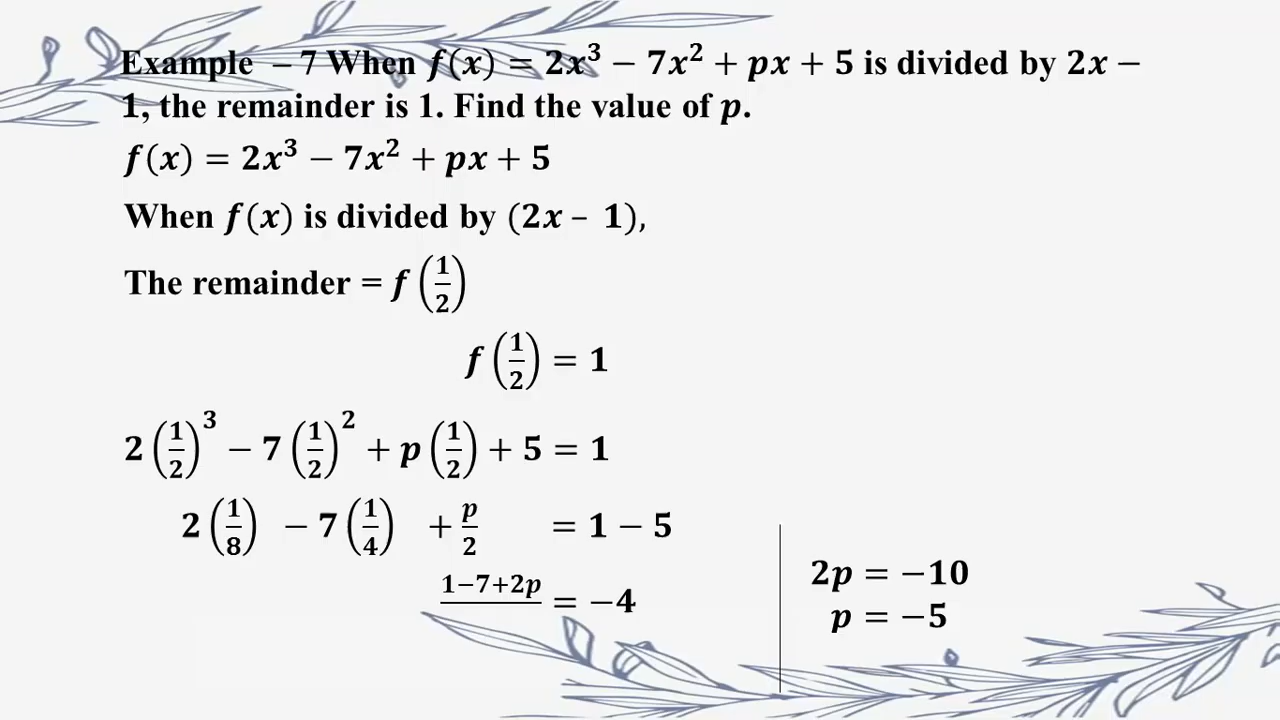 Example – 7 When f(x) = 2x³ − 7x² + px + 5 is divided by 2x −
1, the remainder is 1. Find the value of p.
f(x) = 2x³ − 7x² + px + 5
When f(x) is divided by (2x – 1),
The remainder = f(1/2)
f(1/2) = 1
2(1/2)³ − 7(1/2)² + p(1/2) + 5 = 1
2(1/8) − 7(1/4) + p/2 = 1 − 5
1−7+2p/ = −4
2p = −10
p = −5